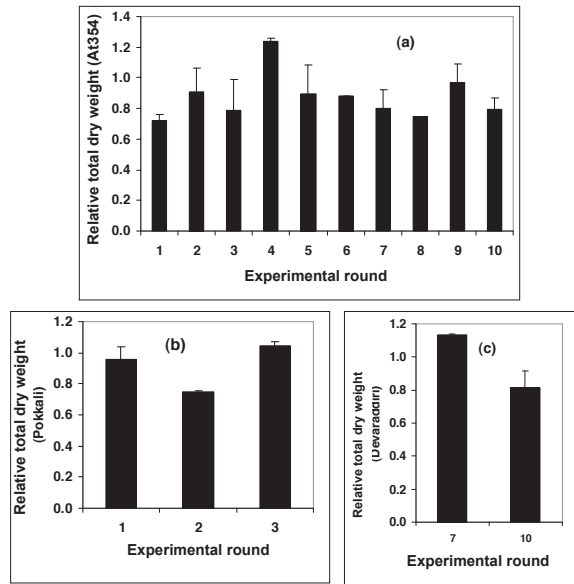 Relative total dry weight (At354)
1.4
1.2
1.0
0.8
0.6
0.4
0.2
0.0
(a)
1 2 3 4 5 6 7 8 9 10
Experimental round
Relative total dry weight
(Pokkali)
1.2
1.0
0.8
0.6
0.4
0.2
0.0
(b)
1 2 3
Experimental round
Relative total dry weight
(Devaraddiri)
1.2
1.0
0.8
0.6
0.4
0.2
0.0
(c)
7 10
Experimental round